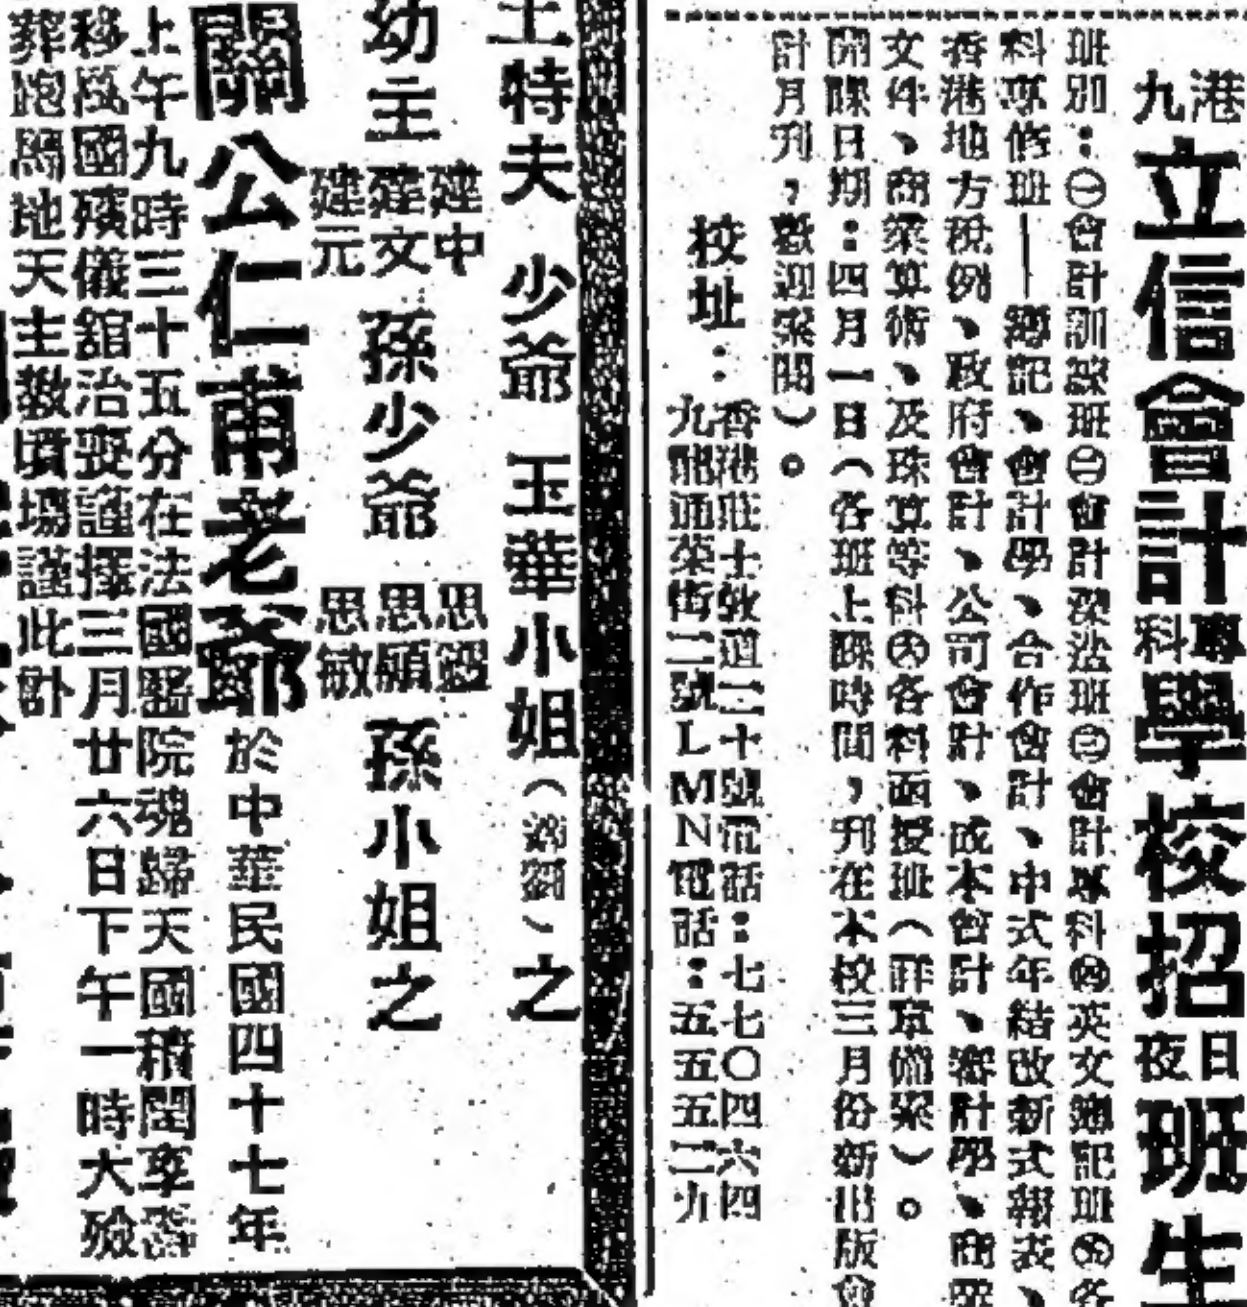 港九立信會計專科學校招日夜班生
班別：㊀會計訓練班㊁會計深造班㊂會計專科㊃英文簿記班㊄各
科專修班——簿記、會計學、合作會計、中式年結改新式報表、
香港地方稅例、政府會計、公司會計、成本會計、審計學、商業
文件、商業算術、及珠算等科㊅各科函授班（詳章備索）。
開課日期：四月一日（各班上課時間，刊在本校三月份新出版會
計月刊，歡迎索閱）。
校址：
香港莊士敦道二十號電話：七七〇四六四
九龍通菜街二號LMN電話：五五五二九
主特夫 少爺 玉華小姐（ ）之
幼主 建中 建文 建元 孫少爺 思 思 思敏 孫小姐之
關公仁甫老爺於中華民國四十七年
上午九時三十五分在法國醫院魂歸天國積閏享壽
移厝萬國殯儀館治喪謹擇三月廿六日下午一時大殮
葬跑馬地天主教墳場謹此訃